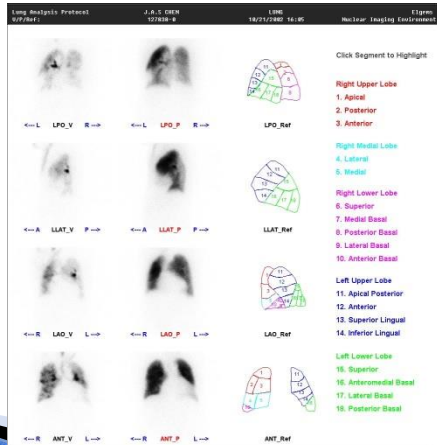 Lung Analysis Protocol J.A.S CHEM LUNG Elgems
V/P/Ref: 127838-0 10/21/2002 16:05 Nuclear Imaging Environment
Click Segment to Highlight
<--- L LPO_V R --->
<--- L LPO_P R --->
LPO_Ref
Right Upper Lobe
1. Apical
2. Posterior
3. Anterior
Right Medial Lobe
4. Lateral
5. Medial
<--- A LLAT_V P --->
<--- A LLAT_P P --->
LLAT_Ref
Right Lower Lobe
6. Superior
7. Medial Basal
8. Posterior Basal
9. Lateral Basal
10. Anterior Basal
<--- R LAO_V L --->
<--- R LAO_P L --->
LAO_Ref
Left Upper Lobe
11. Apical Posterior
12. Anterior
13. Superior Lingual
14. Inferior Lingual
Left Lower Lobe
15. Superior
16. Anteromedial Basal
17. Lateral Basal
18. Posterior Basal
<--- R ANT_V L --->
<--- R ANT_P L --->
ANT_Ref